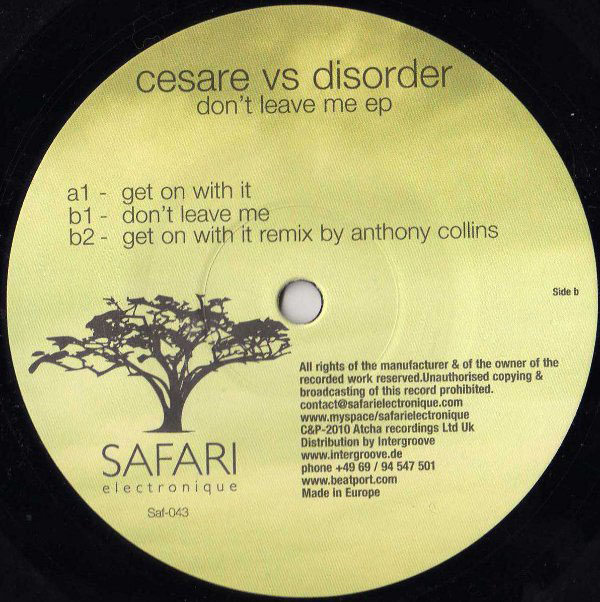 cesare vs disorder
don't leave me ep
a1 - get on with it
b1 - don't leave me
b2 - get on with it remix by anthony collins
Side b
All rights of the manufacturer & of the owner of the
recorded work reserved.Unauthorised copying &
broadcasting of this record prohibited.
contact@safarielectronique.com
www.myspace/safarielectronique
C&P-2010 Atcha recordings Ltd Uk
Distribution by Intergroove
www.intergroove.de
phone +49 69 / 94 547 501
www.beatport.com
Made in Europe
SAFARI
electronique
Saf-043